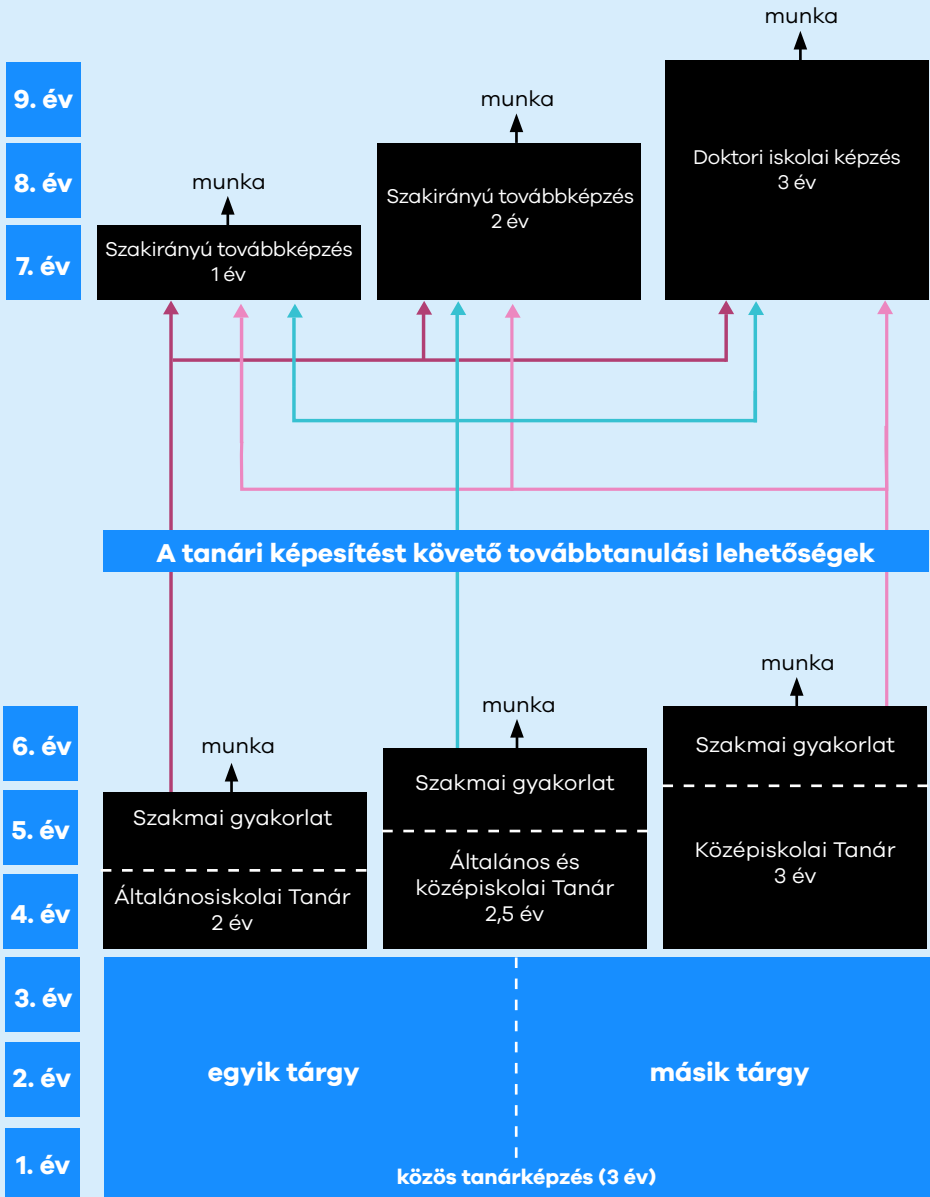 munka
9. év
munka
8. év
Doktori iskolai képzés
3 év
munka
Szakirányú továbbképzés
2 év
7. év
Szakirányú továbbképzés
1 év
A tanári képesítést követő továbbtanulási lehetőségek
munka
munka
6. év
munka
Szakmai gyakorlat
Szakmai gyakorlat
5. év
Szakmai gyakorlat
Középiskolai Tanár
3 év
Általános és
középiskolai Tanár
2,5 év
4. év
Általánosiskolai Tanár
2 év
3. év
2. év
egyik tárgy
másik tárgy
1. év
közös tanárképzés (3 év)